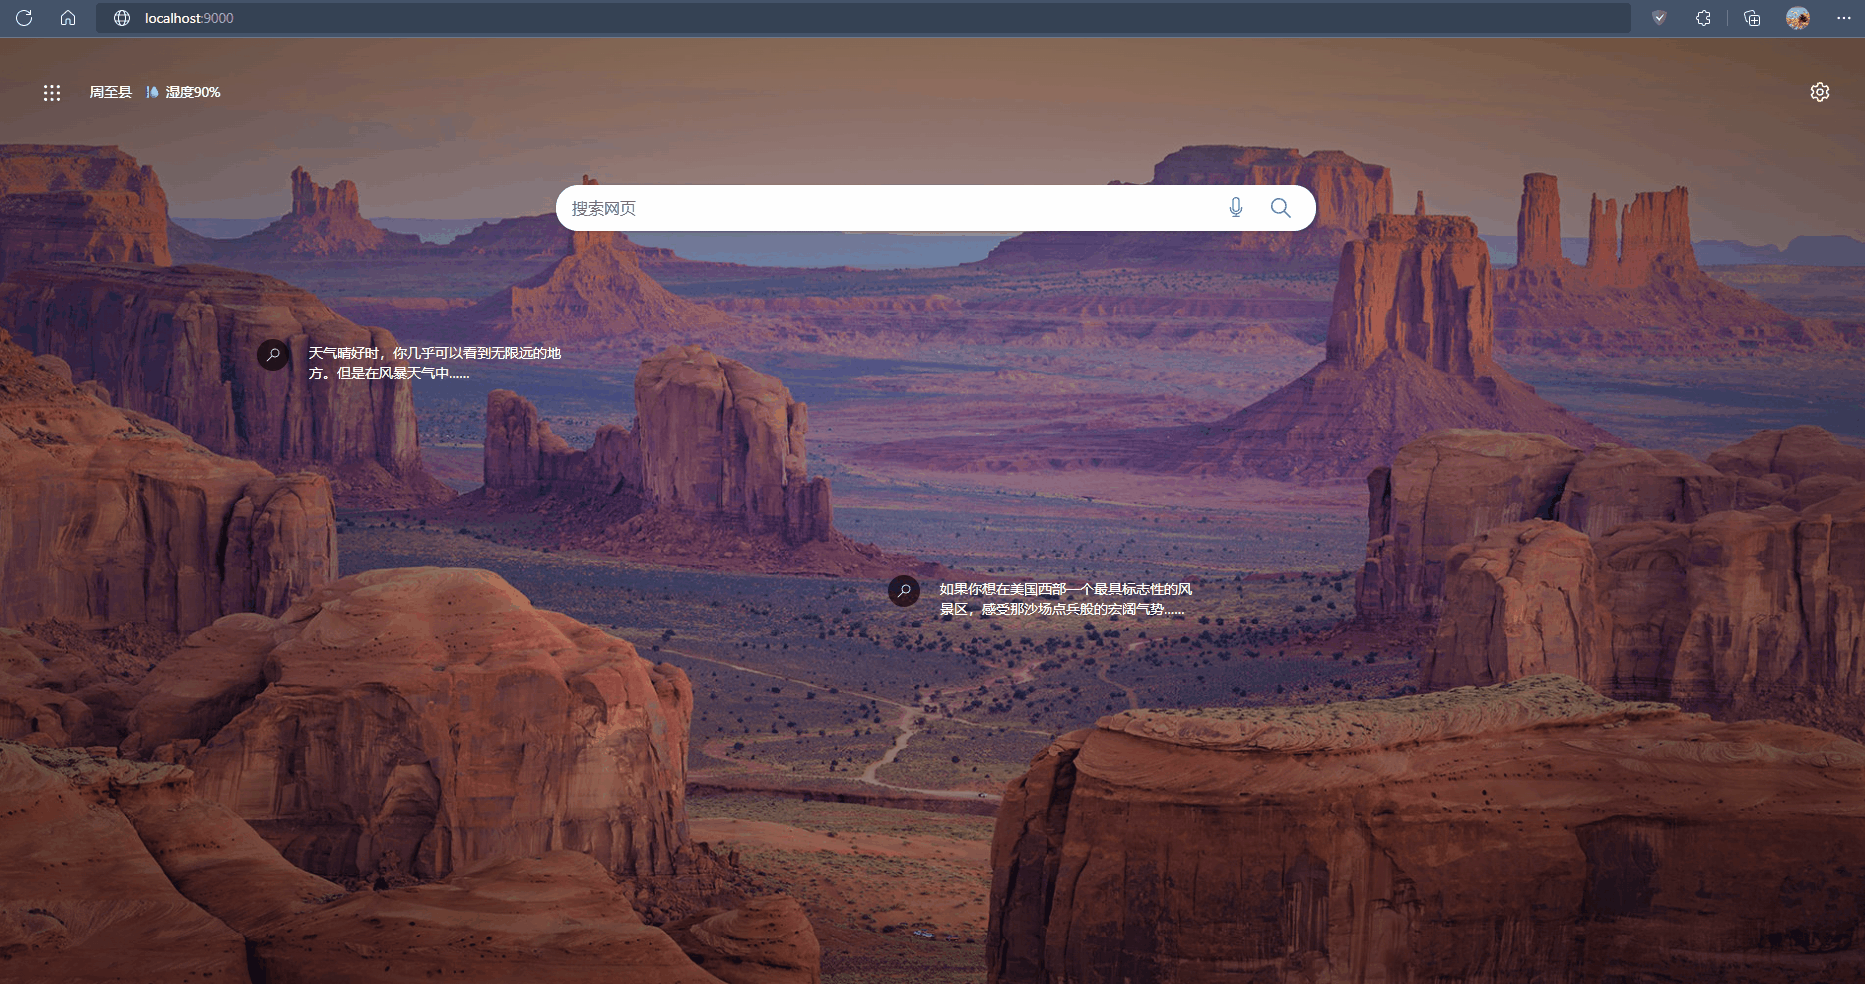 localhost:9000
周至县 湿度90%
搜索网页
天气晴好时，你几乎可以看到无限远的地
方。但是在风暴天气中......
如果你想在美国西部一个最具标志性的风
景区，感受那沙场点兵般的宏阔气势......